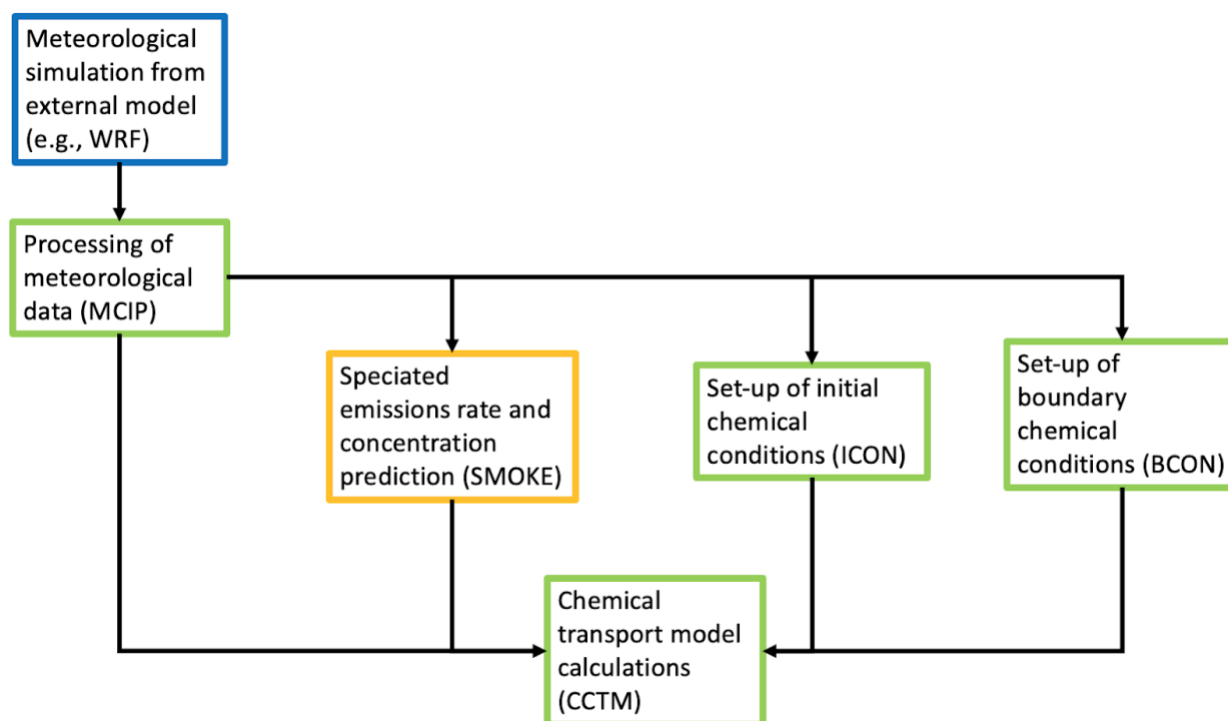 Meteorological
simulation from
external model
(e.g., WRF)
Processing of
meteorological
data (MCIP)
Speciated
emissions rate and
concentration
prediction (SMOKE)
Set-up of initial
chemical
conditions (ICON)
Set-up of
boundary
chemical
conditions (BCON)
Chemical
transport model
calculations
(CCTM)